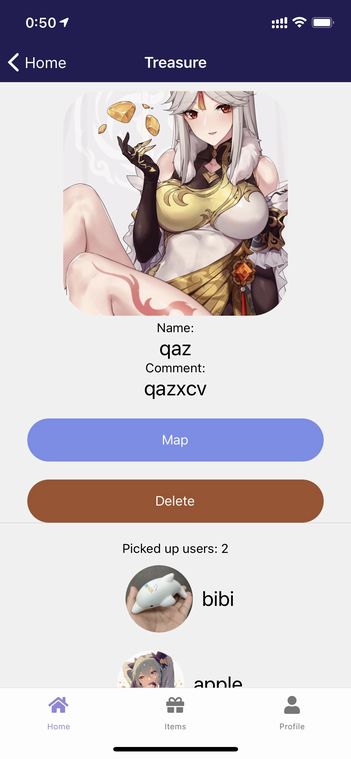 0:50
Home
Treasure
Name:
qaz
Comment:
qazxcv
Map
Delete
Picked up users: 2
bibi
apple
Home
Items
Profile